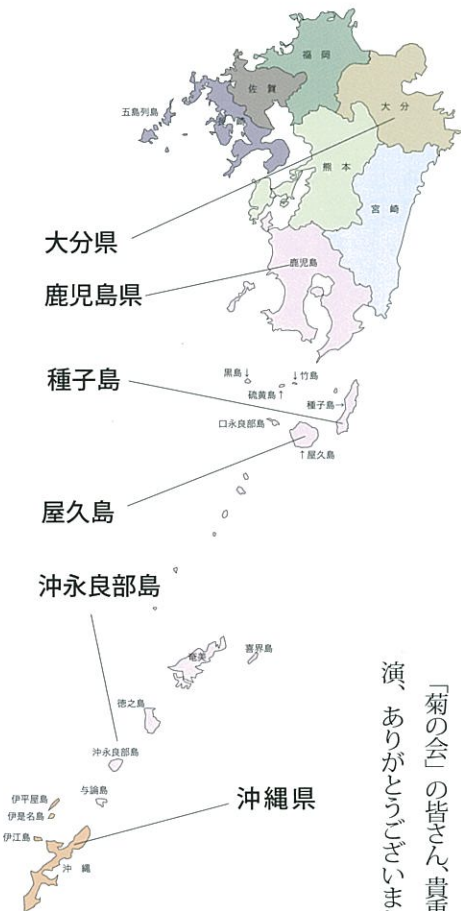 福岡
佐賀
大分
五島列島
長崎
熊本
宮崎
大分県
鹿児島県
鹿児島
種子島
黒島↓
↓竹島
硫黄島↑
種子島→
口永良部島
↑屋久島
屋久島
沖永良部島
奄美
喜界島
徳之島
沖永良部島
与論島
伊平屋島
伊是名島
伊江島
沖縄
沖縄県
「菊の会」の皆さん、貴重
演、ありがとうございま